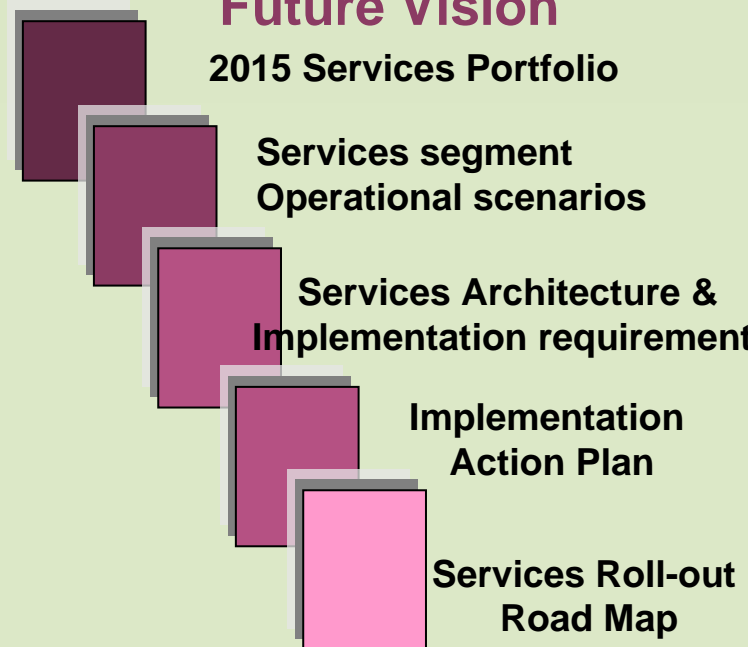 Future Vision
2015 Services Portfolio
Services segment
Operational scenarios
Services Architecture &
Implementation requirement
Implementation
Action Plan
Services Roll-out
Road Map